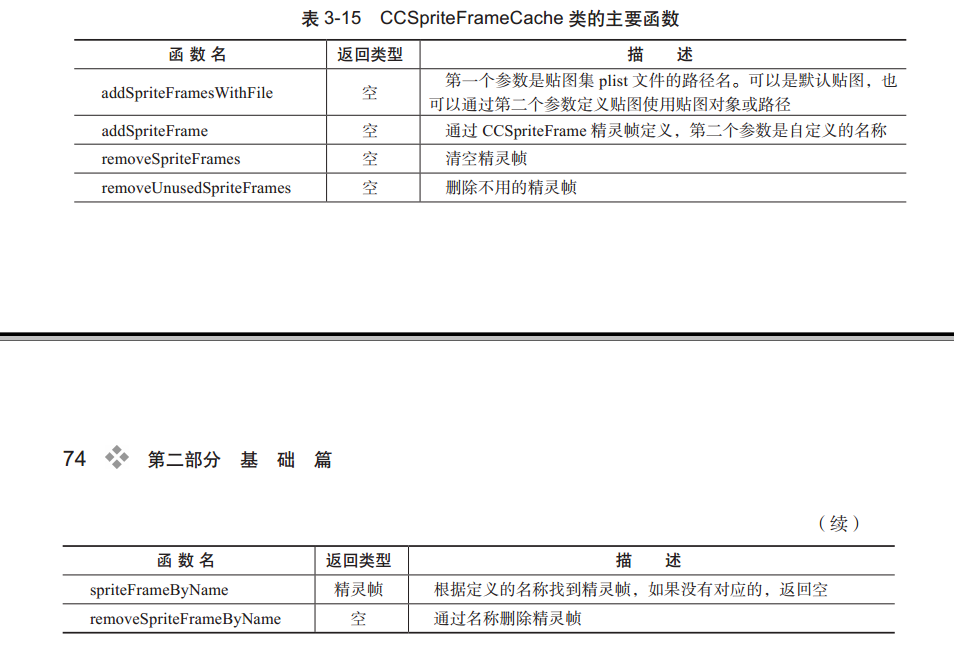 表 3-15 CCSpriteFrameCache 类的主要函数
函 数 名 返回类型 描 述
addSpriteFramesWithFile 空 第一个参数是贴图集 plist 文件的路径名。可以是默认贴图，也
可以通过第二个参数定义贴图使用贴图对象或路径
addSpriteFrame 空 通过 CCSpriteFrame 精灵帧定义，第二个参数是自定义的名称
removeSpriteFrames 空 清空精灵帧
removeUnusedSpriteFrames 空 删除不用的精灵帧
74 第二部分 基 础 篇
（续）
函 数 名 返回类型 描 述
spriteFrameByName 精灵帧 根据定义的名称找到精灵帧，如果没有对应的，返回空
removeSpriteFrameByName 空 通过名称删除精灵帧